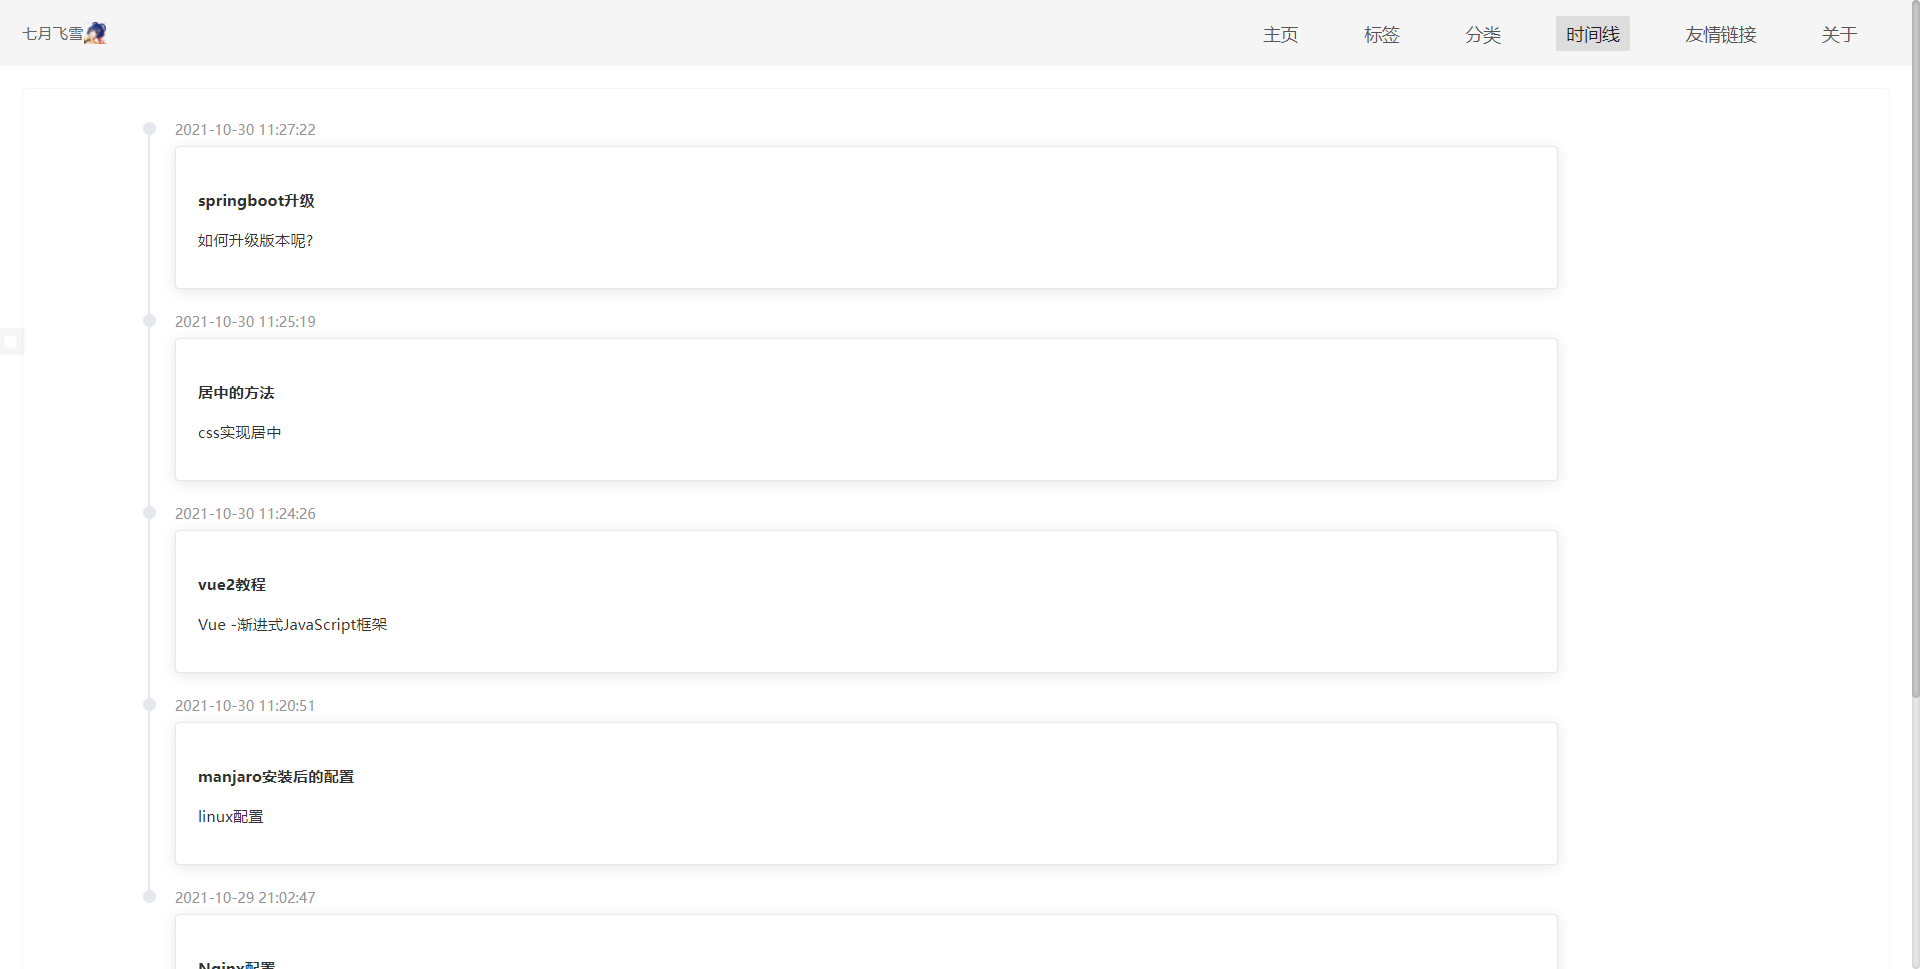 七月飞雪
主页 标签 分类 时间线 友情链接 关于
2021-10-30 11:27:22
springboot升级
如何升级版本呢?
2021-10-30 11:25:19
居中的方法
css实现居中
2021-10-30 11:24:26
vue2教程
Vue -渐进式JavaScript框架
2021-10-30 11:20:51
manjaro安装后的配置
linux配置
2021-10-29 21:02:47
Nginx配置